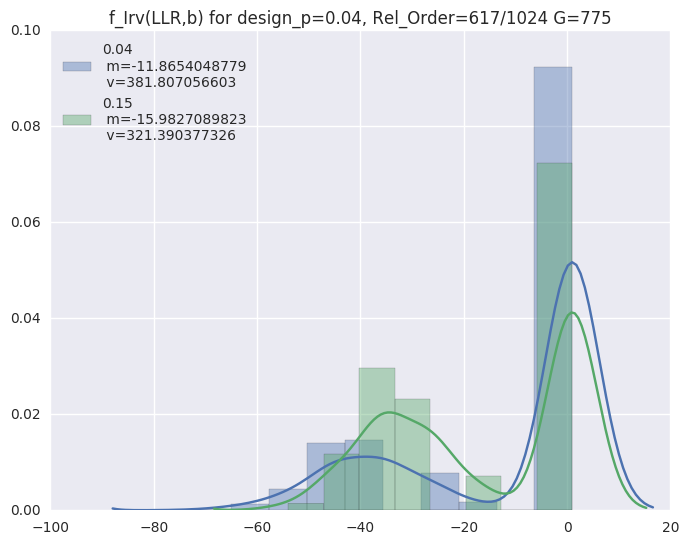 f_Irv(LLR,b) for design_p=0.04, Rel_Order=617/1024 G=775
0.04
m=-11.8654048779
v=381.807056603
0.15
m=-15.9827089823
v=321.390377326
0.10
0.08
0.06
0.04
0.02
0.00
−100 −80 −60 −40 −20 0 20